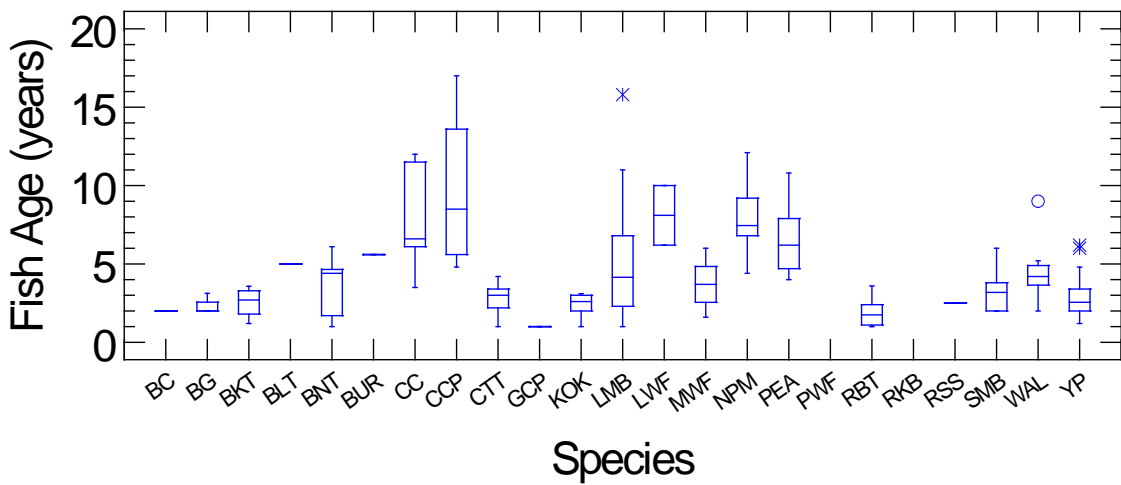 Fish Age (years)
20
15
10
5
0
BC BG BKT BLT BNT BUR CC CCP CTT GCP KOK LMB LWF MWF NPM PEA PWF RBT RKB RSS SMB WAL YP
Species